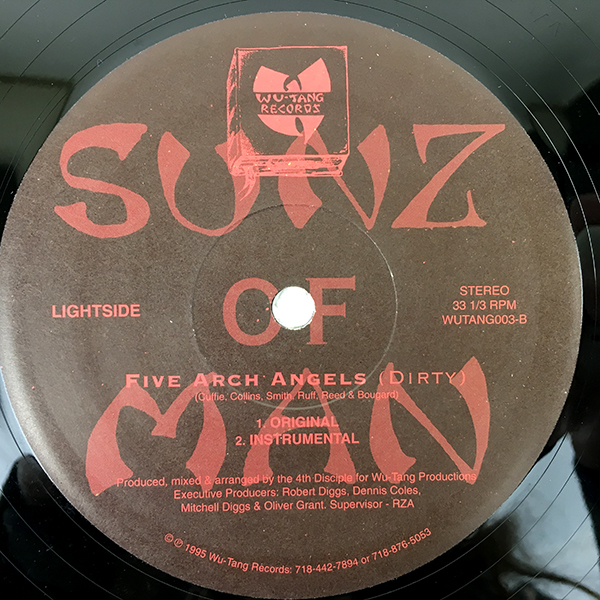 WU-TANG
RECORDS
SUNZ
OF
MAN
LIGHTSIDE
STEREO
33 1/3 RPM
WUTANG003-B
FIVE ARCH ANGELS (DIRTY)
(Cuffie, Collins, Smith, Ruff, Reed & Bougard)
1. ORIGINAL
2. INSTRUMENTAL
Produced, mixed & arranged by the 4th Disciple for Wu-Tang Productions
Executive Producers: Robert Diggs, Dennis Coles,
Mitchell Diggs & Oliver Grant. Supervisor - RZA
© ℗ 1995 Wu-Tang Records: 718-442-7894 or 718-876-5053